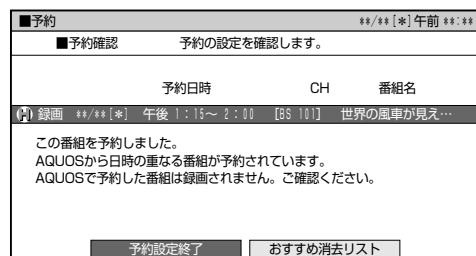 ■予約 **/**[*]午前 **:**
■予約確認 予約の設定を確認します。
予約日時 CH 番組名
録画 **/**[*] 午後 1:15〜 2:00 [BS 101] 世界の風車が見え…
この番組を予約しました。
AQUOSから日時の重なる番組が予約されています。
AQUOSで予約した番組は録画されません。ご確認ください。
予約設定終了 おすすめ消去リスト